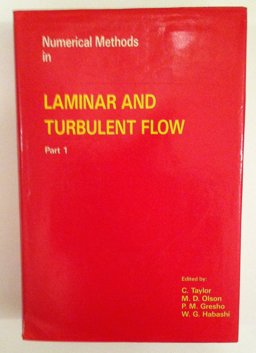 Numerical Methods
in
LAMINAR AND
TURBULENT FLOW
Part 1
Edited by:
C. Taylor
M. D. Olson
P. M. Gresho
W. G. Habashi